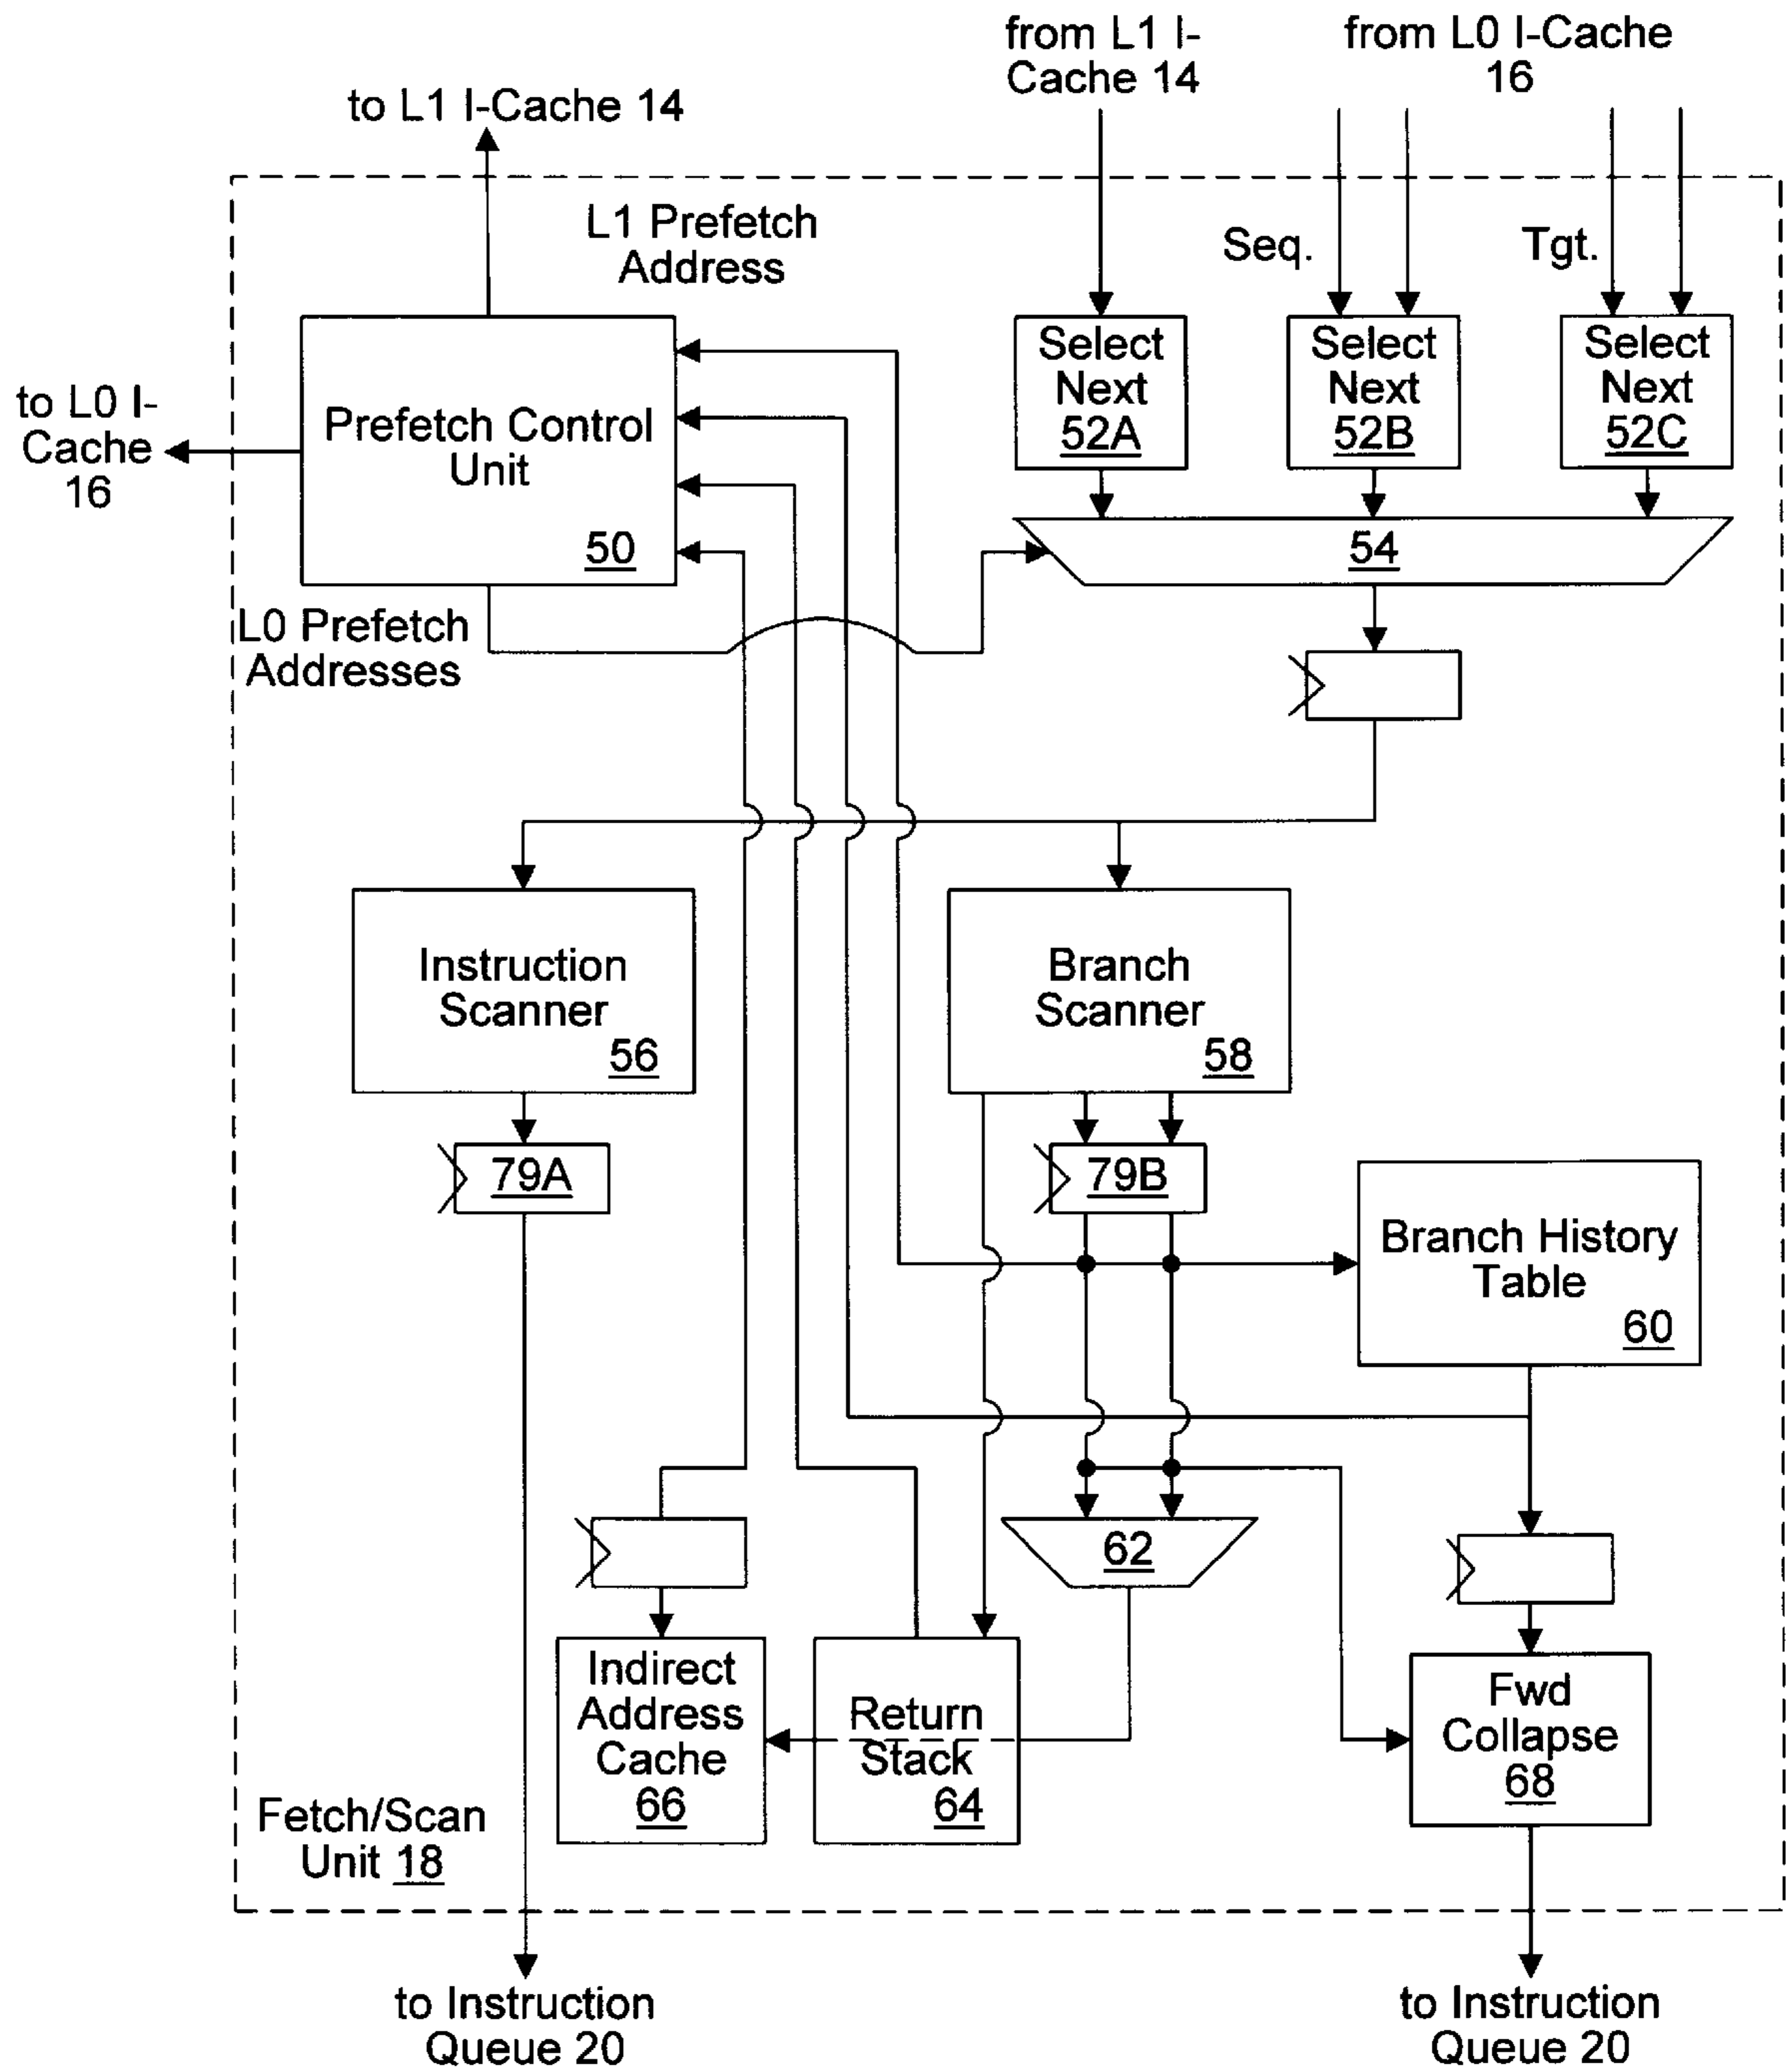 from L1 I-
Cache 14
from L0 I-Cache
16
to L1 I-Cache 14
L1 Prefetch
Address
Seq.
Tgt.
to L0 I-
Cache
16
Prefetch Control
Unit
50
Select
Next
52A
Select
Next
52B
Select
Next
52C
54
L0 Prefetch
Addresses
Instruction
Scanner
56
Branch
Scanner
58
79A
79B
Branch History
Table
60
62
Indirect
Address
Cache
66
Return
Stack
64
Fwd
Collapse
68
Fetch/Scan
Unit 18
to Instruction
Queue 20
to Instruction
Queue 20